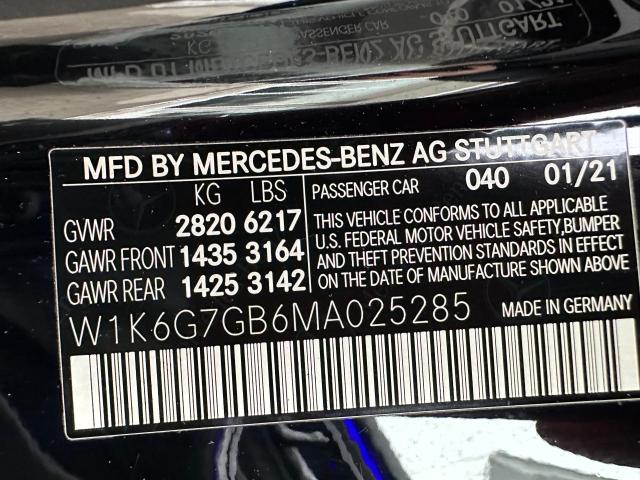 MFD BY MERCEDES-BENZ AG STUTTGART
KG LBS
GVWR 2820 6217
GAWR FRONT 1435 3164
GAWR REAR 1425 3142
PASSENGER CAR 040 01/21
THIS VEHICLE CONFORMS TO ALL APPLICABLE
U.S. FEDERAL MOTOR VEHICLE SAFETY,BUMPER
AND THEFT PREVENTION STANDARDS IN EFFECT
ON THE DATE OF MANUFACTURE SHOWN ABOVE.
W1K6G7GB6MA025285
MADE IN GERMANY